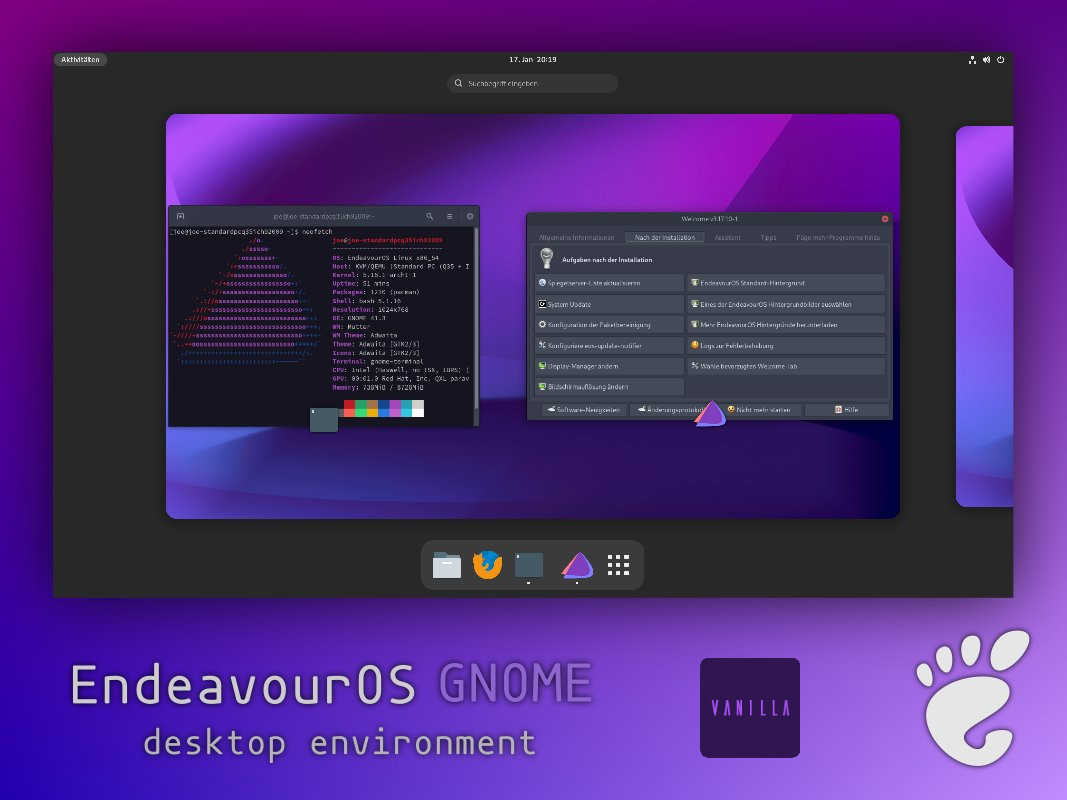 Aktivitäten
17. Jan 20:19
Suchbegriff eingeben
joe@joe-standardpcq35ich92009:~
[joe@joe-standardpcq35ich92009 ~]$ neofetch
joe@joe-standardpcq35ich92009
OS: EndeavourOS Linux x86_64
Host: KVM/QEMU (Standard PC (Q35 + I
Kernel: 5.16.1-arch1-1
Uptime: 51 mins
Packages: 1210 (pacman)
Shell: bash 5.1.16
Resolution: 1024x768
DE: GNOME 41.3
WM: Mutter
WM Theme: Adwaita
Theme: Adwaita [GTK2/3]
Icons: Adwaita [GTK2/3]
Terminal: gnome-terminal
CPU: Intel (Haswell, no TSX, IBRS) (
GPU: 00:01.0 Red Hat, Inc. QXL parav
Memory: 738MiB / 8728MiB
Welcome v3.17.10-1
Allgemeine Informationen
Nach der Installation
Assistent
Tipps
Füge mehr Programme hinzu
Aufgaben nach der Installation
Spiegelserver-Liste aktualisieren
EndeavourOS Standard-Hintergrund
System Update
Eines der EndeavourOS Hintergrundbilder auswählen
Konfiguration der Paketbereinigung
Mehr EndeavourOS Hintergründe herunterladen
Konfiguriere eos-update-notifier
Logs zur Fehlerbehebung
Display-Manager ändern
Wähle bevorzugten Welcome Tab
Bildschirmauflösung ändern
Software-Neuigkeiten
Änderungsprotokol
Nicht mehr starten
Hilfe
EndeavourOS GNOME
desktop environment
VANILLA